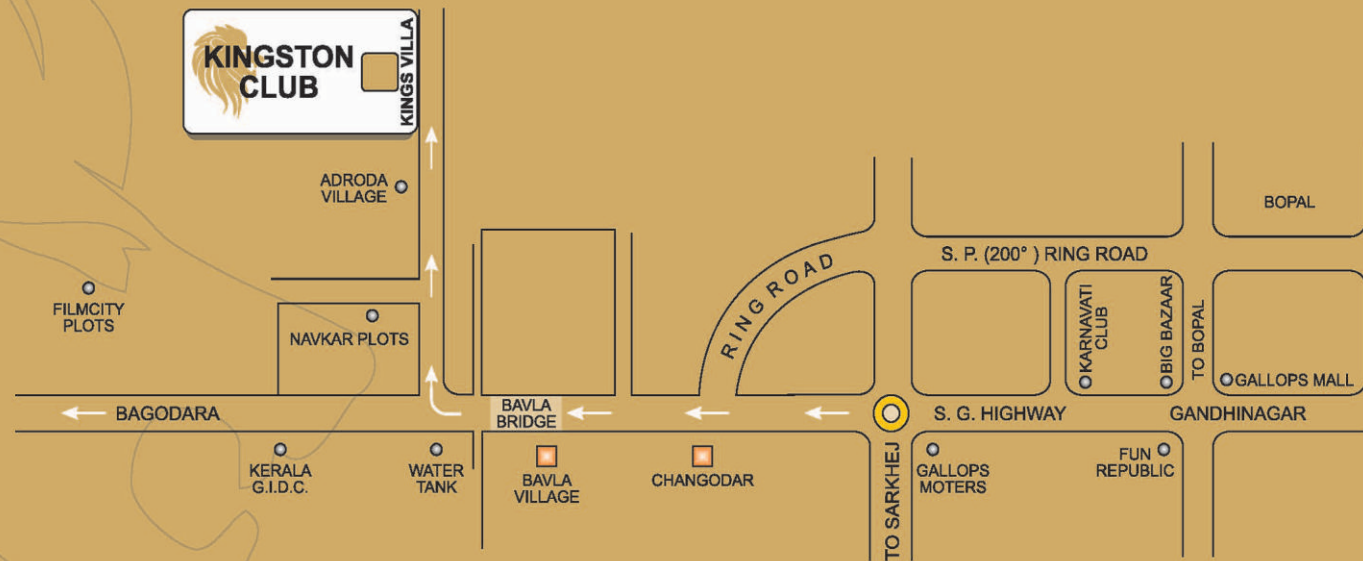 KINGSTON
CLUB
KINGS VILLA
ADRODA
VILLAGE
BOPAL
S. P. (200° ) RING ROAD
RING ROAD
FILMCITY
PLOTS
NAVKAR PLOTS
KARNAVATI
CLUB
BIG BAZAAR
TO BOPAL
GALLOPS MALL
BAGODARA
BAVLA
BRIDGE
S. G. HIGHWAY
GANDHINAGAR
KERALA
G.I.D.C.
WATER
TANK
BAVLA
VILLAGE
CHANGODAR
TO SARKHEJ
GALLOPS
MOTERS
FUN
REPUBLIC